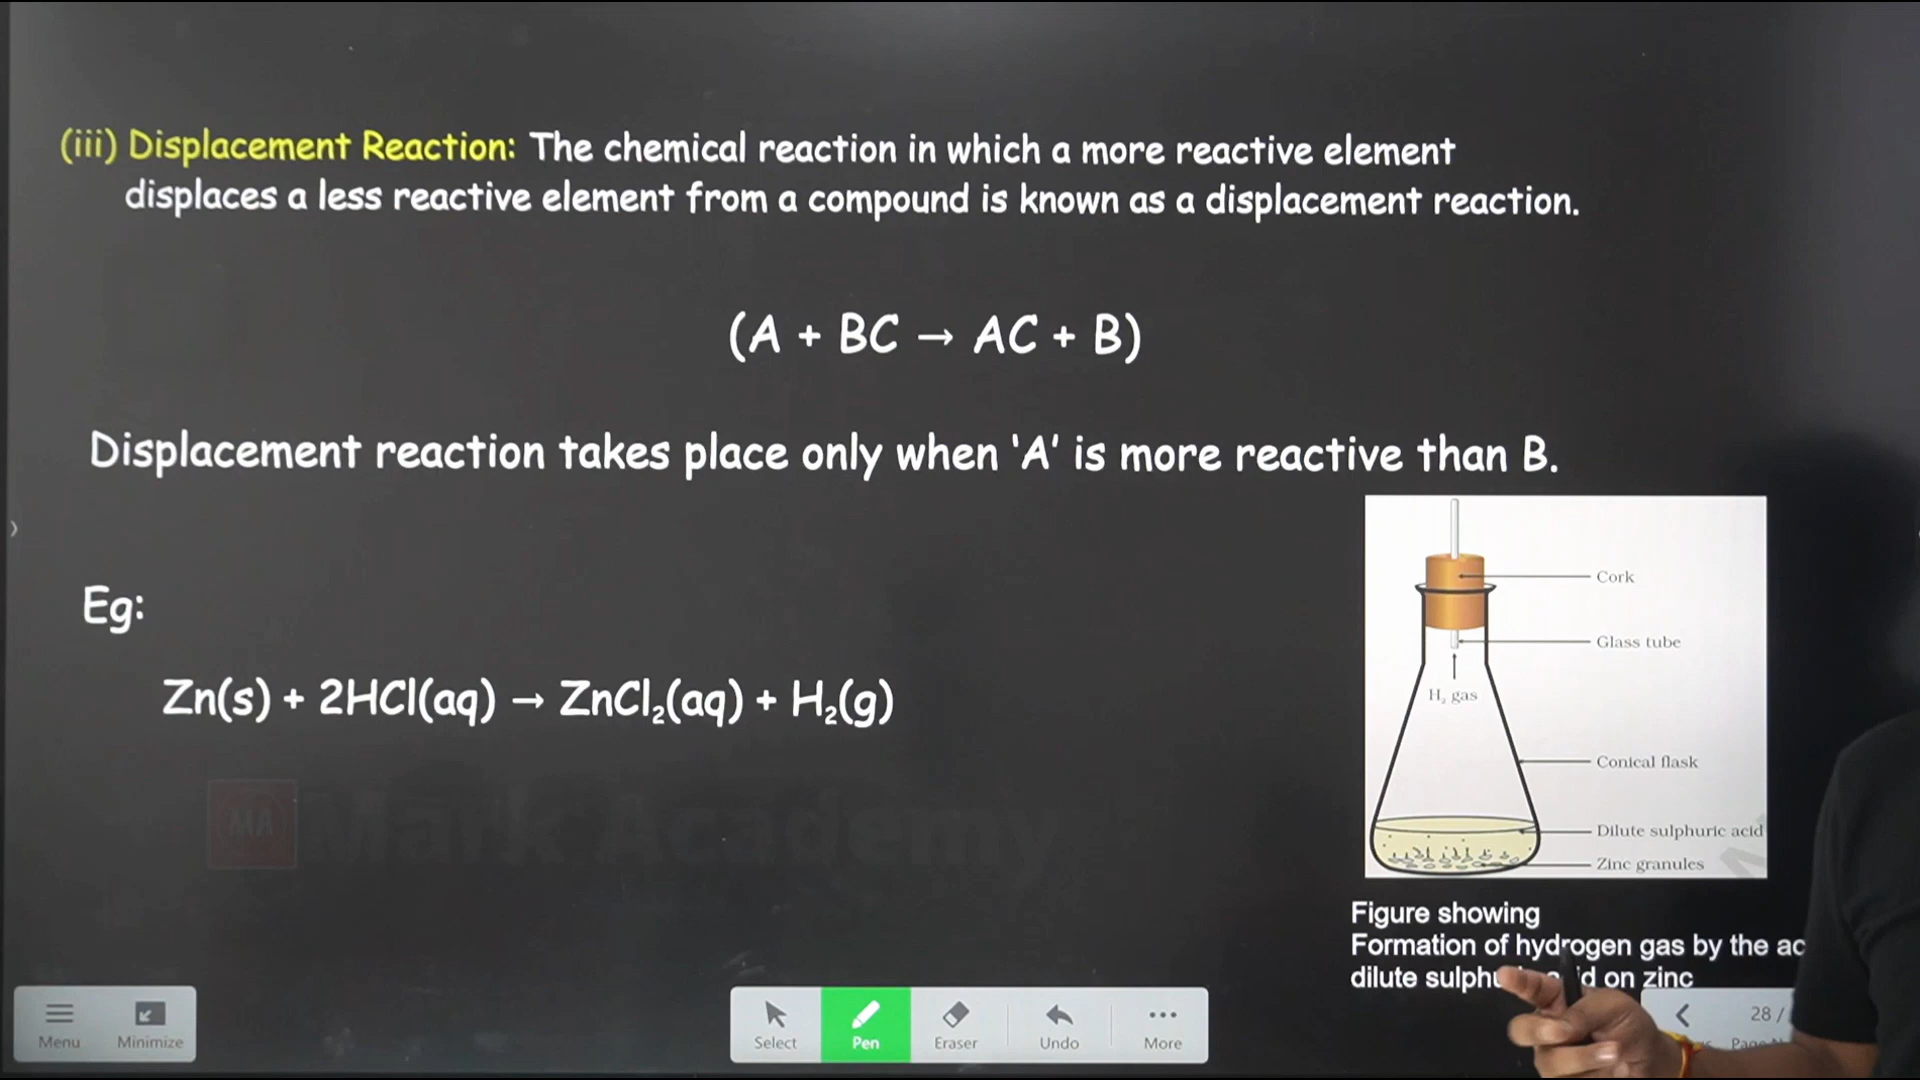 (iii) Displacement Reaction: The chemical reaction in which a more reactive element
displaces a less reactive element from a compound is known as a displacement reaction.
(A + BC → AC + B)
Displacement reaction takes place only when 'A' is more reactive than B.
Eg:
Zn(s) + 2HCl(aq) → ZnCl₂(aq) + H₂(g)
MA Mark Academy
Cork
Glass tube
H₂ gas
Conical flask
Dilute sulphuric acid
Zinc granules
Figure showing
Formation of hydrogen gas by the ac
dilute sulphu d on zinc
Menu
Minimize
Select
Pen
Eraser
Undo
More
28 /